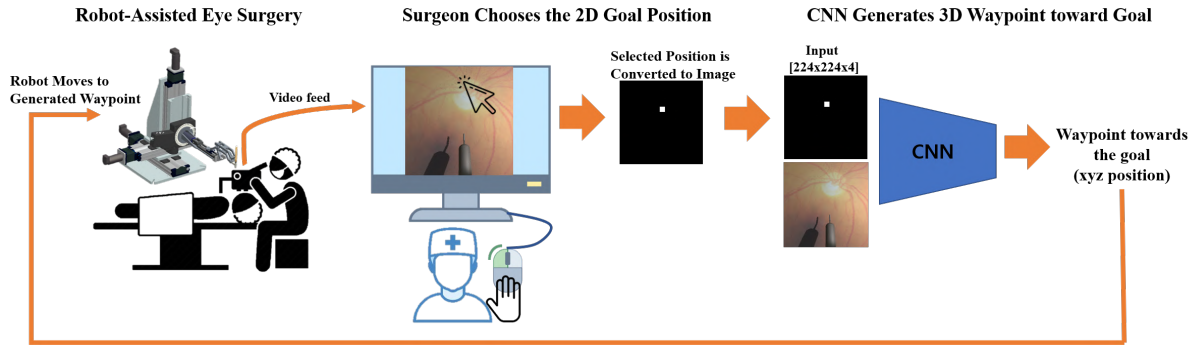 Robot-Assisted Eye Surgery
Surgeon Chooses the 2D Goal Position
CNN Generates 3D Waypoint toward Goal
Robot Moves to
Generated Waypoint
Video feed
Selected Position is
Converted to Image
Input
[224x224x4]
CNN
Waypoint towards
the goal
(xyz position)